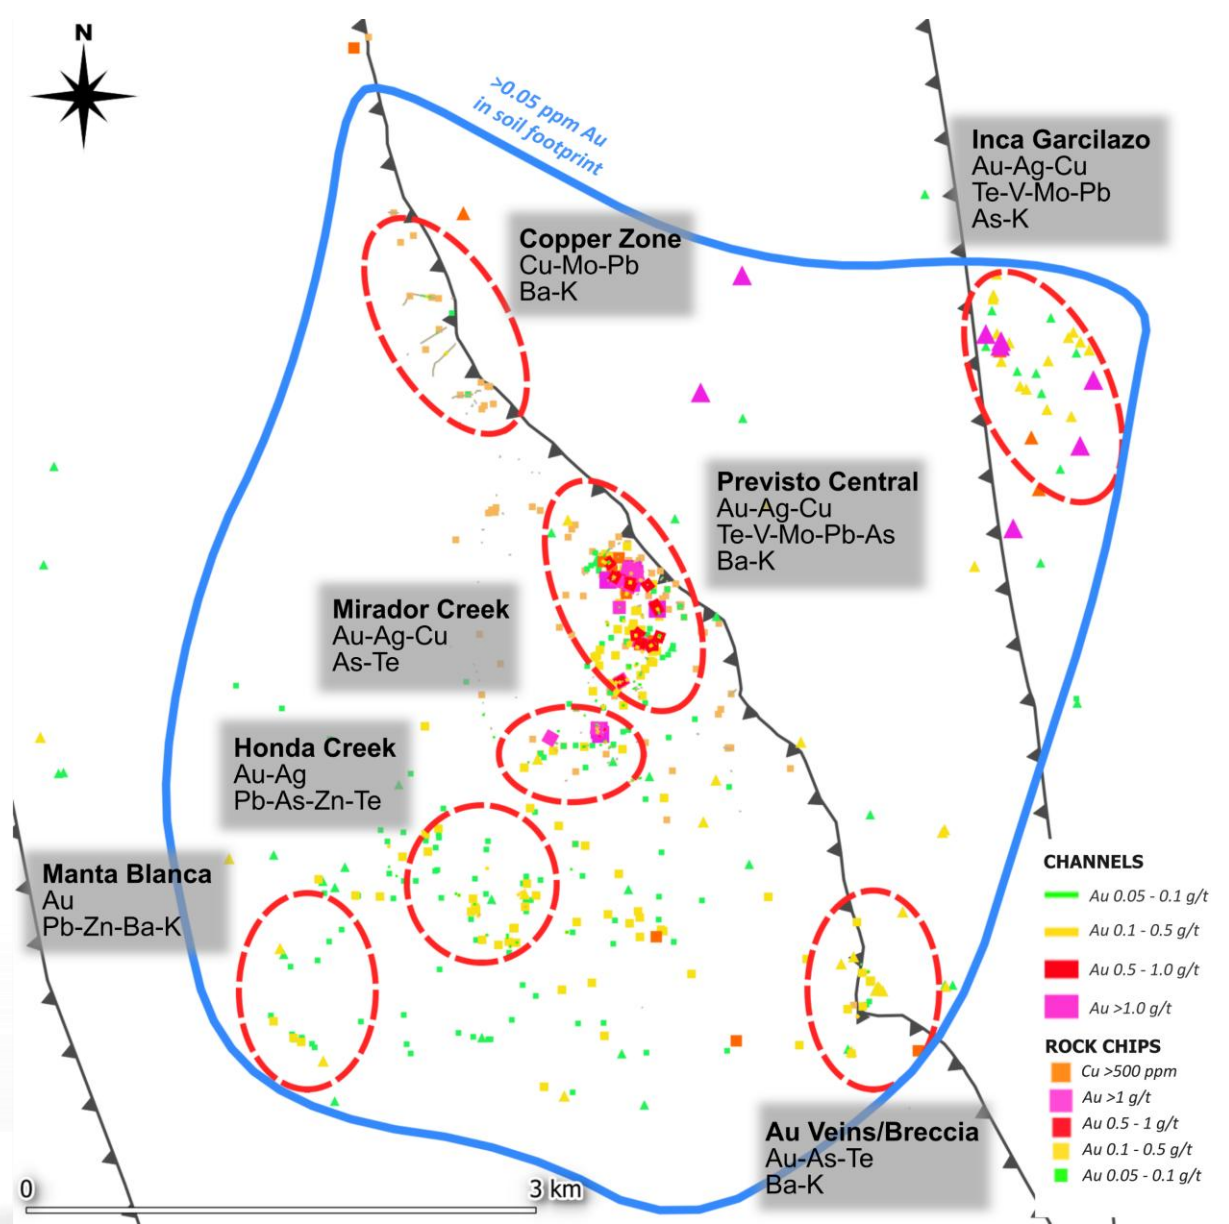 N
>0.05 ppm Au
in soil footprint
Inca Garcilazo
Au-Ag-Cu
Te-V-Mo-Pb
As-K
Copper Zone
Cu-Mo-Pb
Ba-K
Previsto Central
Au-Ag-Cu
Te-V-Mo-Pb-As
Ba-K
Mirador Creek
Au-Ag-Cu
As-Te
Honda Creek
Au-Ag
Pb-As-Zn-Te
Manta Blanca
Au
Pb-Zn-Ba-K
Au Veins/Breccia
Au-As-Te
Ba-K
CHANNELS
Au 0.05 - 0.1 g/t
Au 0.1 - 0.5 g/t
Au 0.5 - 1.0 g/t
Au >1.0 g/t
ROCK CHIPS
Cu >500 ppm
Au >1 g/t
Au 0.5 - 1 g/t
Au 0.1 - 0.5 g/t
Au 0.05 - 0.1 g/t
0
3 km